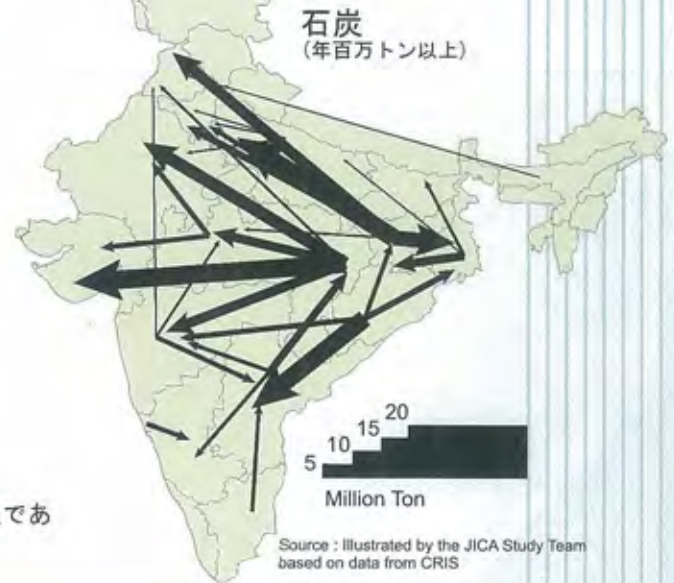 石炭
(年百万トン以上)
20
15
10
5
Million Ton
であ
Source : Illustrated by the JICA Study Team
based on data from CRIS